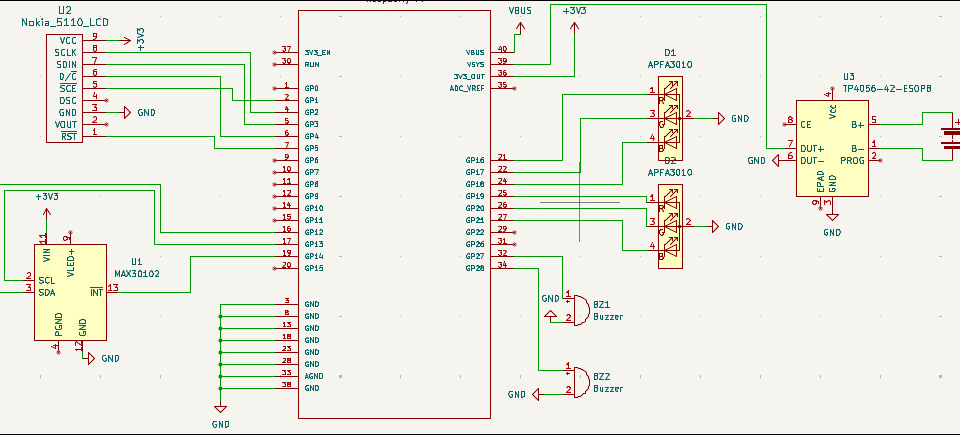 U2
Nokia_5110_LCD
VCC 9
SCLK 8
SDIN 7
D/C 6
SCE 5
DSC 4
GND 3
VOUT 2
RST 1
+3V3
GND
37 3V3_EN
30 RUN
1 GP0
2 GP1
4 GP2
5 GP3
6 GP4
7 GP5
9 GP6
10 GP7
11 GP8
12 GP9
14 GP10
15 GP11
16 GP12
17 GP13
19 GP14
20 GP15
3 GND
8 GND
13 GND
18 GND
23 GND
28 GND
33 AGND
38 GND
GND
VBUS 40
VSYS 39
3V3_OUT 36
ADC_VREF 35
GP16 21
GP17 22
GP18 24
GP19 25
GP20 26
GP21 27
GP22 29
GP26 31
GP27 32
GP28 34
VBUS
+3V3
D1
APFA3010
1 R
3 G 2
4 B
GND
D2
APFA3010
1 R
3 G 2
4 B
GND
U3
TP4056-42-ESOP8
4
Vcc
8 CE
B+ 5
7 OUT+
B- 1
6 OUT-
PROG 2
EPAD
GND
9 3
GND
GND
+
+3V3
11 9
VIN
VLED+
U1
MAX30102
2 SCL
3 SDA
INT 13
PGND
GND
4 12
GND
GND
1
+
2
BZ1
Buzzer
1
+
2
BZ2
Buzzer
GND